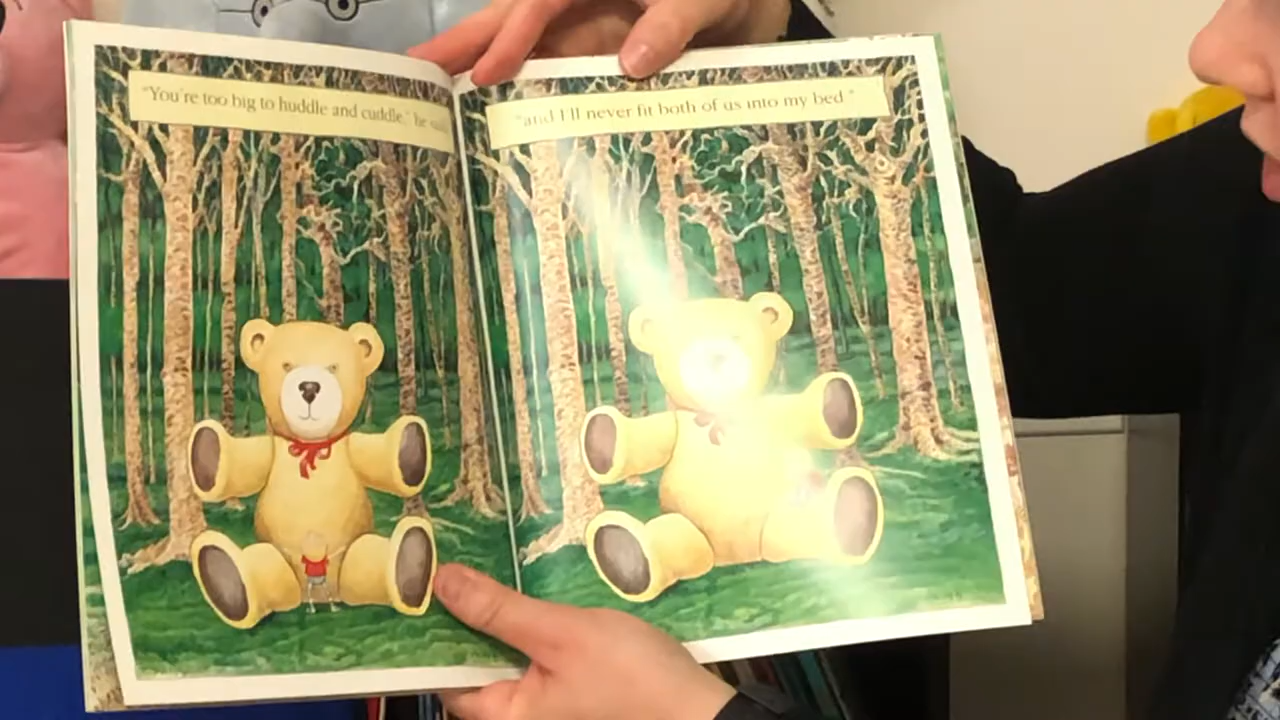 "You're too big to huddle and cuddle," he said,
"and I'll never fit both of us into my bed."